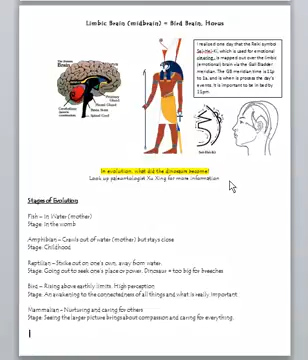 Limbic Brain (midbrain) = Bird Brain, Horus
I realised one day that the Reiki symbol
Sei-Hei-Ki, which is used for emotional
clearing, is mapped out over the limbic
(emotional) brain via the Gall Bladder
meridian. The GB meridian time is 11p
to 1a, and is when is process the day's
events. It is important to be in bed by
11pm.
Brain
Spinal Cord
Sei-Hei-Ki
In evolution, what did the dinosaurs become?
Look up paleontologist Xu Xing for more information
Stages of Evolution
Fish – In Water (mother)
Stage: In the womb
Amphibian – Crawls out of water (mother) but stays close
Stage: Childhood
Reptilian – Strike out on one's own, away from water.
Stage: Going out to seek one's place or power. Dinosaur = too big for breeches
Bird – Rising above earthly limits. High perception
Stage: An awakening to the connectedness of all things and what is really important.
Mammalian – Nurturing and caring for others
Stage: Seeing the larger picture brings about compassion and caring for everything.